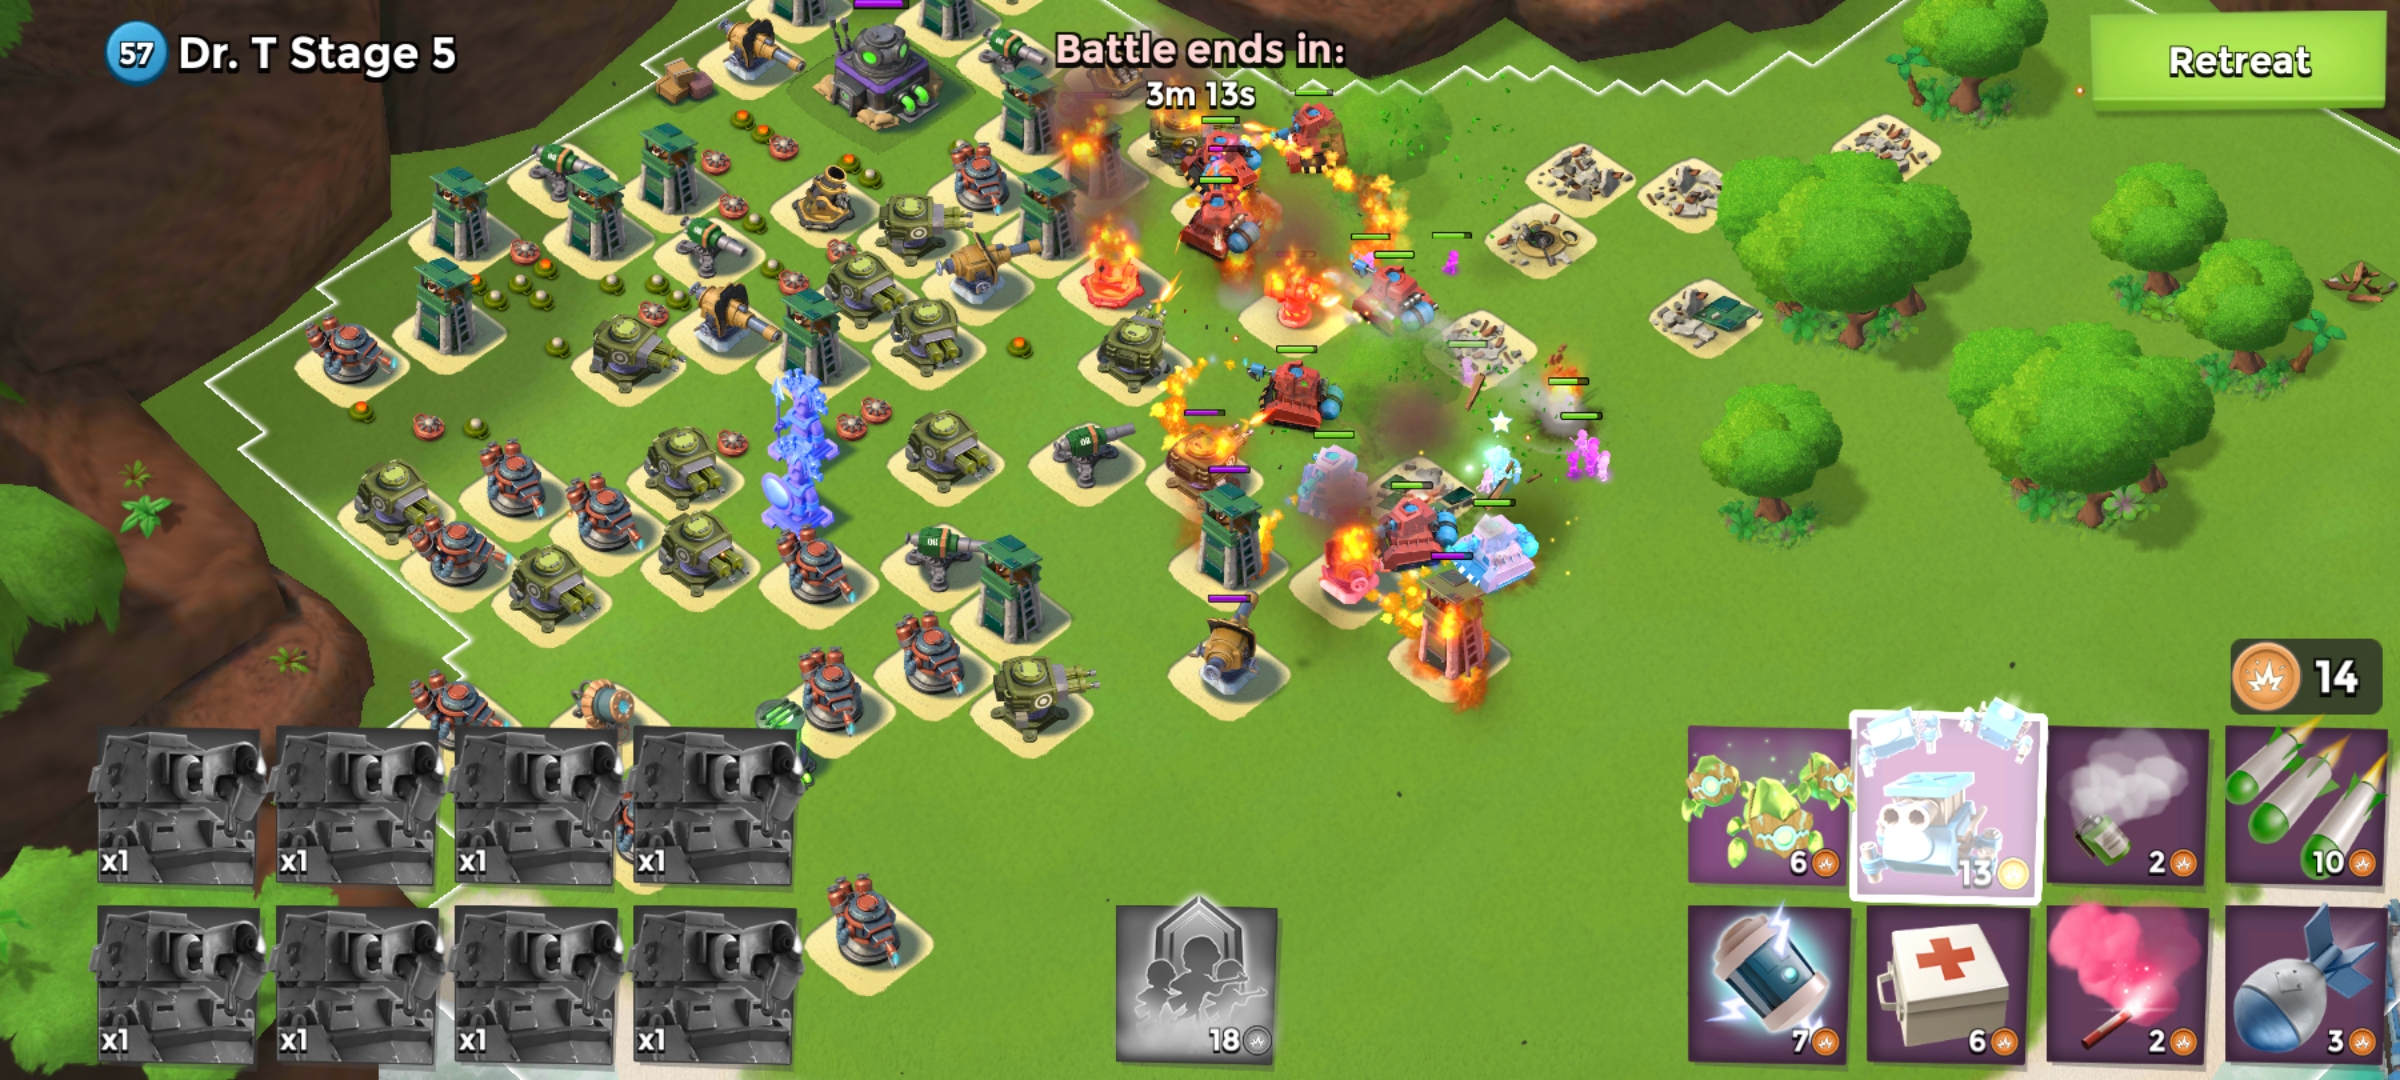 57 Dr. T Stage 5
Battle ends in:
3m 13s
Retreat
14
x1 x1 x1 x1
6 13 2 10
x1 x1 x1 x1
18
7 6 2 3